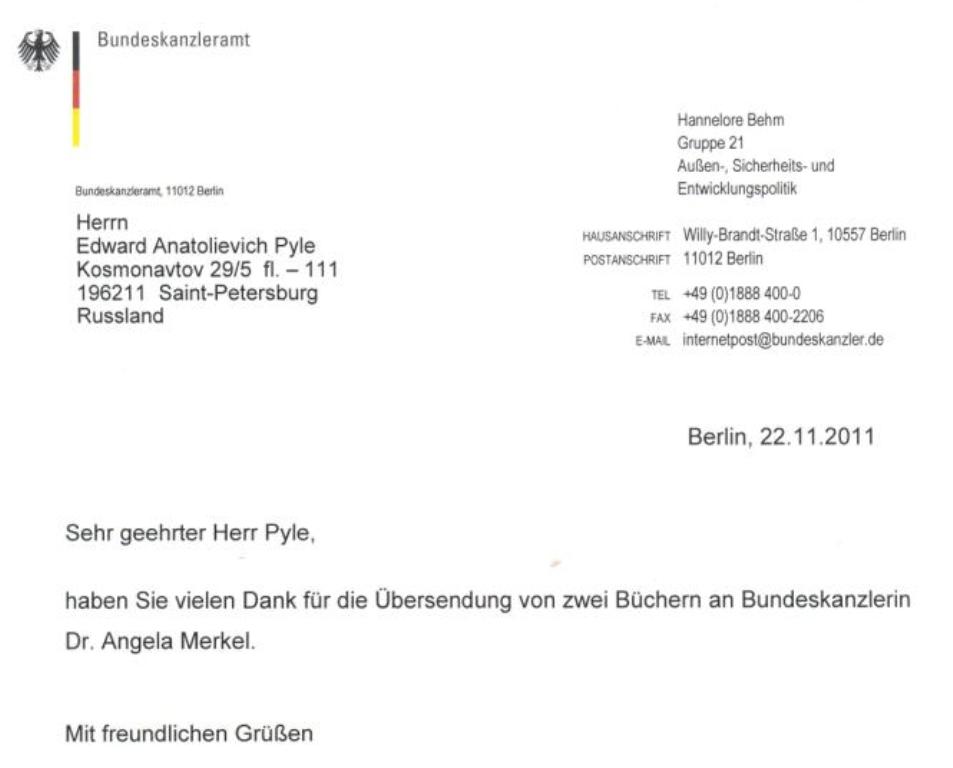 Bundeskanzleramt
Hannelore Behm
Gruppe 21
Außen-, Sicherheits- und
Entwicklungspolitik
Bundeskanzleramt, 11012 Berlin
Herrn
Edward Anatolievich Pyle
Kosmonavtov 29/5 fl. – 111
196211 Saint-Petersburg
Russland
HAUSANSCHRIFT Willy-Brandt-Straße 1, 10557 Berlin
POSTANSCHRIFT 11012 Berlin
TEL +49 (0)1888 400-0
FAX +49 (0)1888 400-2206
E-MAIL internetpost@bundeskanzler.de
Berlin, 22.11.2011
Sehr geehrter Herr Pyle,
haben Sie vielen Dank für die Übersendung von zwei Büchern an Bundeskanzlerin
Dr. Angela Merkel.
Mit freundlichen Grüßen